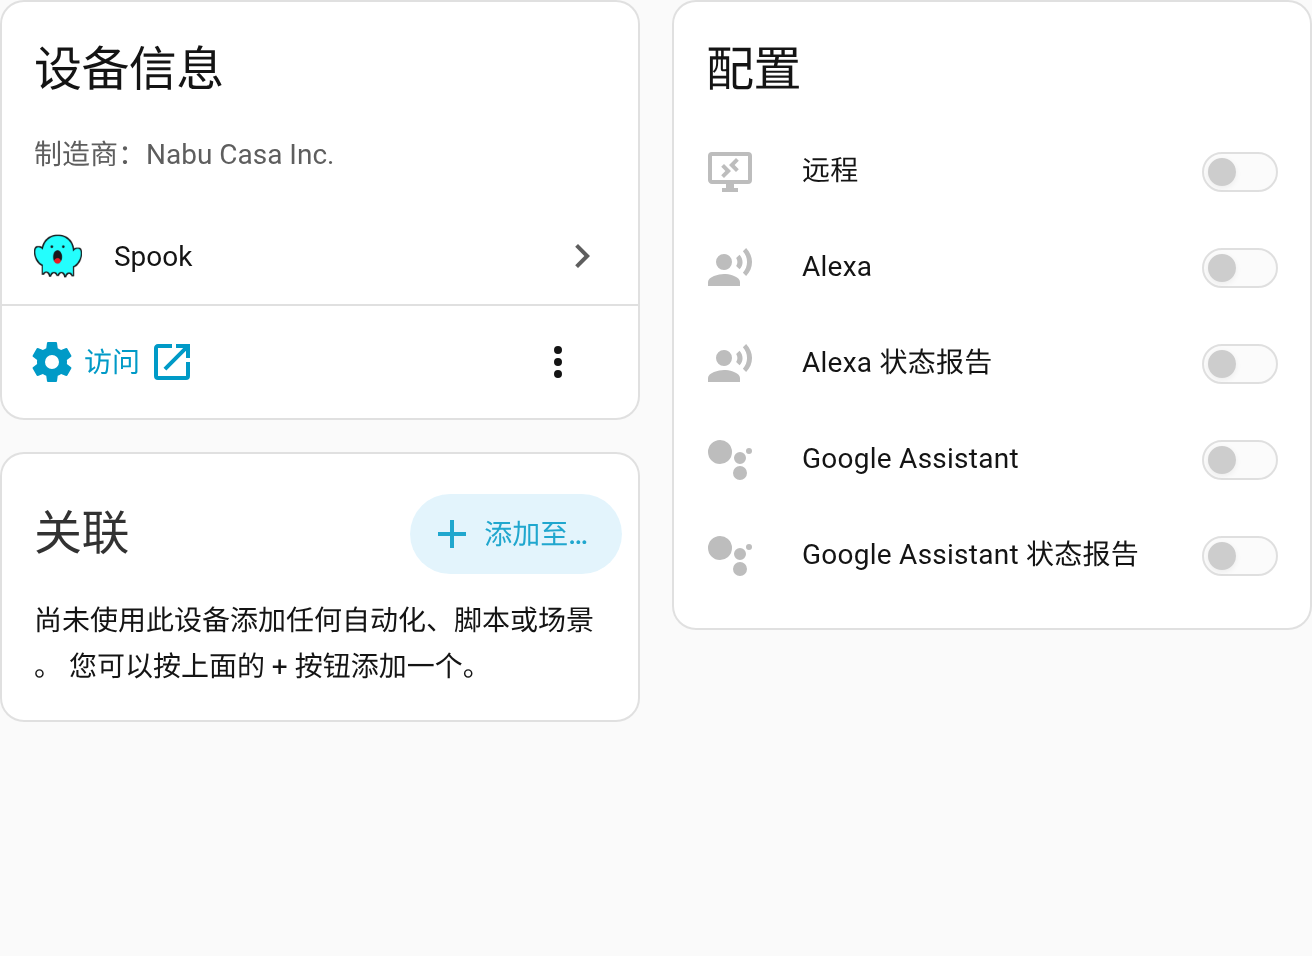 设备信息
制造商：Nabu Casa Inc.
Spook
访问
关联
添加至...
尚未使用此设备添加任何自动化、脚本或场景
。 您可以按上面的 + 按钮添加一个。
配置
远程
Alexa
Alexa 状态报告
Google Assistant
Google Assistant 状态报告